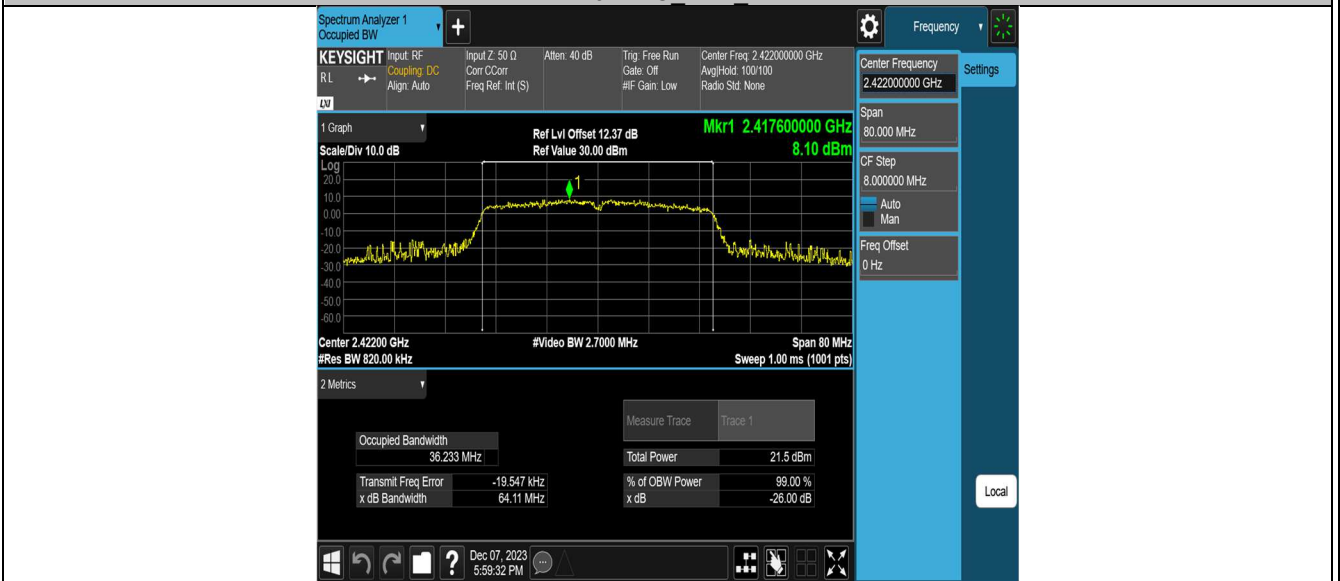 Spectrum Analyzer 1
Occupied BW
+
Frequency
KEYSIGHT
RL
LXI
Input: RF
Coupling: DC
Align: Auto
Input Z: 50 Ω
Corr CCorr
Freq Ref: Int (S)
Atten: 40 dB
Trig: Free Run
Gate: Off
#IF Gain: Low
Center Freq: 2.422000000 GHz
Avg|Hold: 100/100
Radio Std: None
Center Frequency
2.422000000 GHz
Settings
Span
80.000 MHz
CF Step
8.000000 MHz
Auto
Man
Freq Offset
0 Hz
Local
1 Graph
Scale/Div 10.0 dB
Ref Lvl Offset 12.37 dB
Ref Value 30.00 dBm
Mkr1 2.417600000 GHz
8.10 dBm
Log
20.0
10.0
0.00
-10.0
-20.0
-30.0
-40.0
-50.0
-60.0
1
Center 2.42200 GHz
#Res BW 820.00 kHz
#Video BW 2.7000 MHz
Span 80 MHz
Sweep 1.00 ms (1001 pts)
2 Metrics
Measure Trace Trace 1
Occupied Bandwidth
36.233 MHz
Total Power 21.5 dBm
Transmit Freq Error -19.547 kHz
% of OBW Power 99.00 %
x dB Bandwidth 64.11 MHz
x dB -26.00 dB
?
Dec 07, 2023
5:59:32 PM